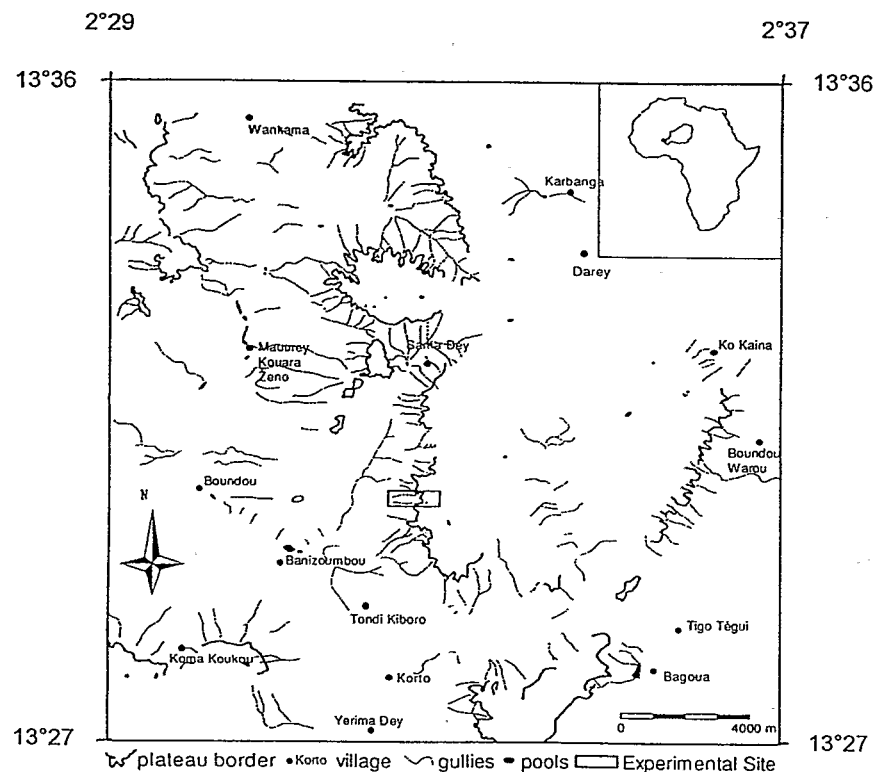 2°29 2°37
13°36 13°36
Wankama
Karbanga
Darey
Maurey Sama Dey Ko Kaina
Kouara
Zeno
Boundou
Boundou Warou
N
Banizoumbou
Tondi Kiboro
Tigo Tégui
Koma Koukou
Korto Bagoua
Yerima Dey
0 4000 m
13°27 13°27
plateau border Korto village gullies pools Experimental Site